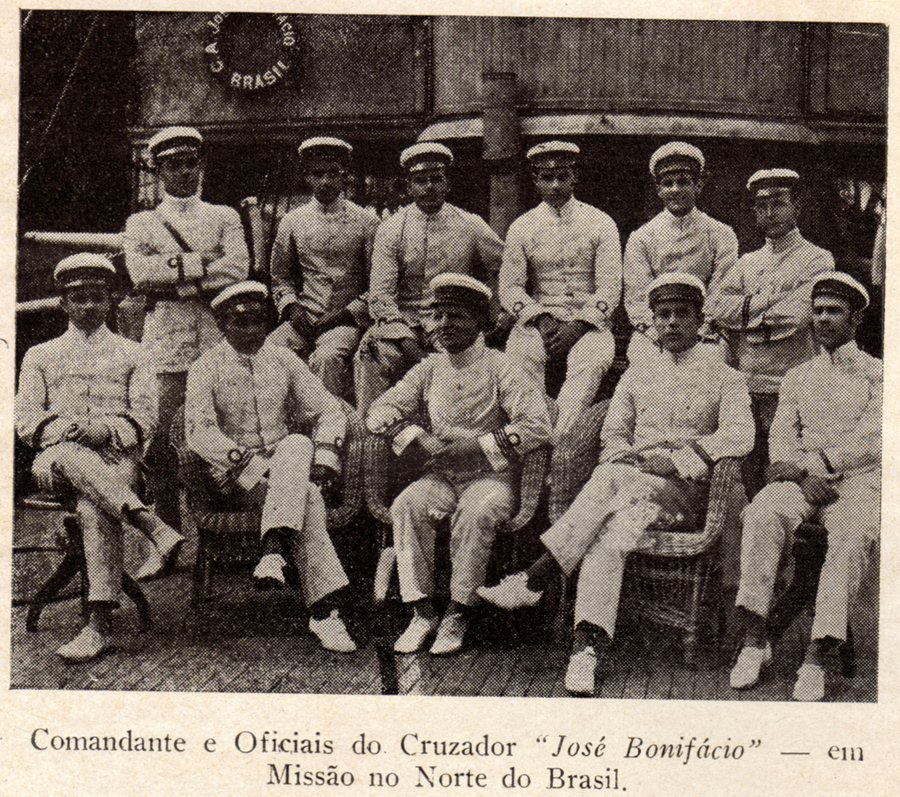 C.A. José Bonifácio
BRASIL
Comandante e Oficiais do Cruzador "José Bonifácio" — em
Missão no Norte do Brasil.